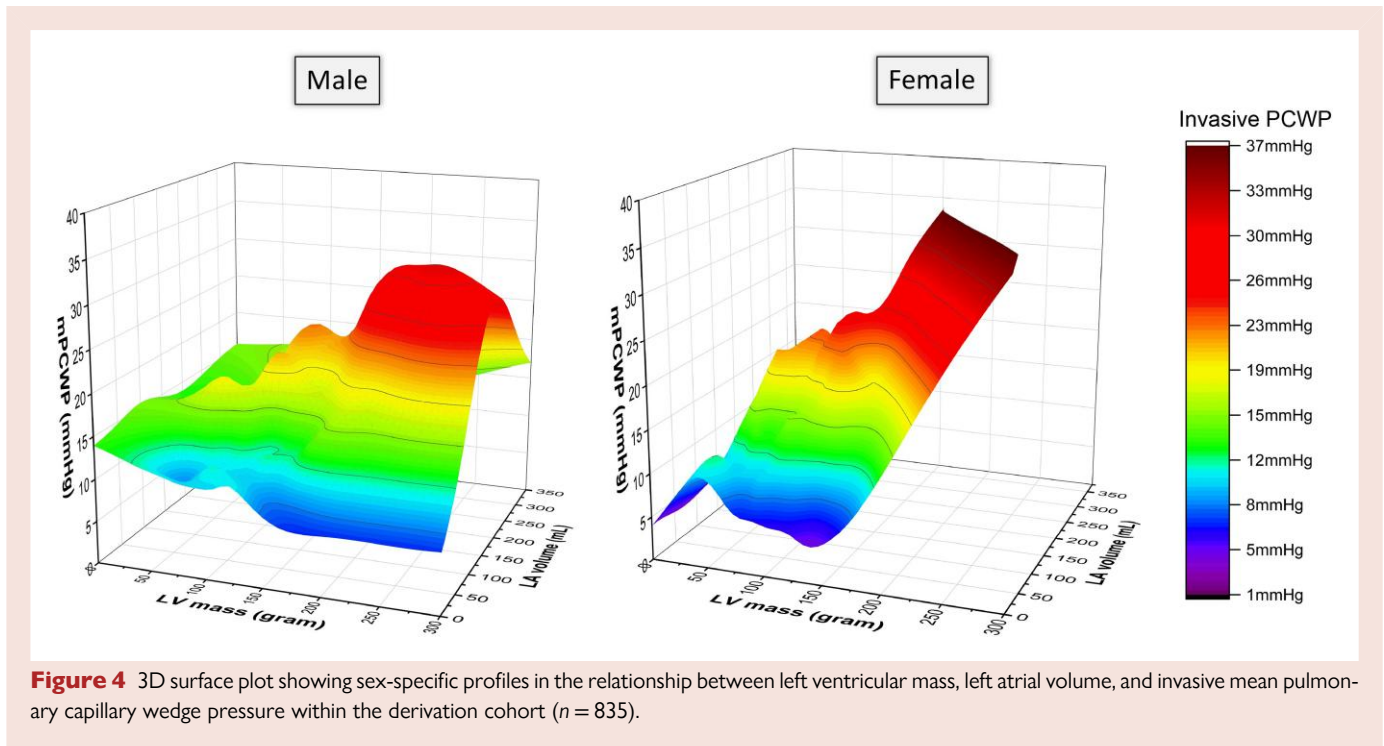 Male
Female
Invasive PCWP
37mmHg
33mmHg
30mmHg
26mmHg
23mmHg
19mmHg
15mmHg
12mmHg
8mmHg
5mmHg
1mmHg
mPCWP (mmHg)
40
35
30
25
20
15
10
5
LV mass (gram)
50
100
150
200
250
300
LA volume (mL)
0
50
100
150
200
250
300
350
mPCWP (mmHg)
40
35
30
25
20
15
10
5
LV mass (gram)
50
100
150
200
250
300
LA volume (mL)
0
50
100
150
200
250
300
350
Figure 4 3D surface plot showing sex-specific profiles in the relationship between left ventricular mass, left atrial volume, and invasive mean pulmon-
ary capillary wedge pressure within the derivation cohort (n = 835).